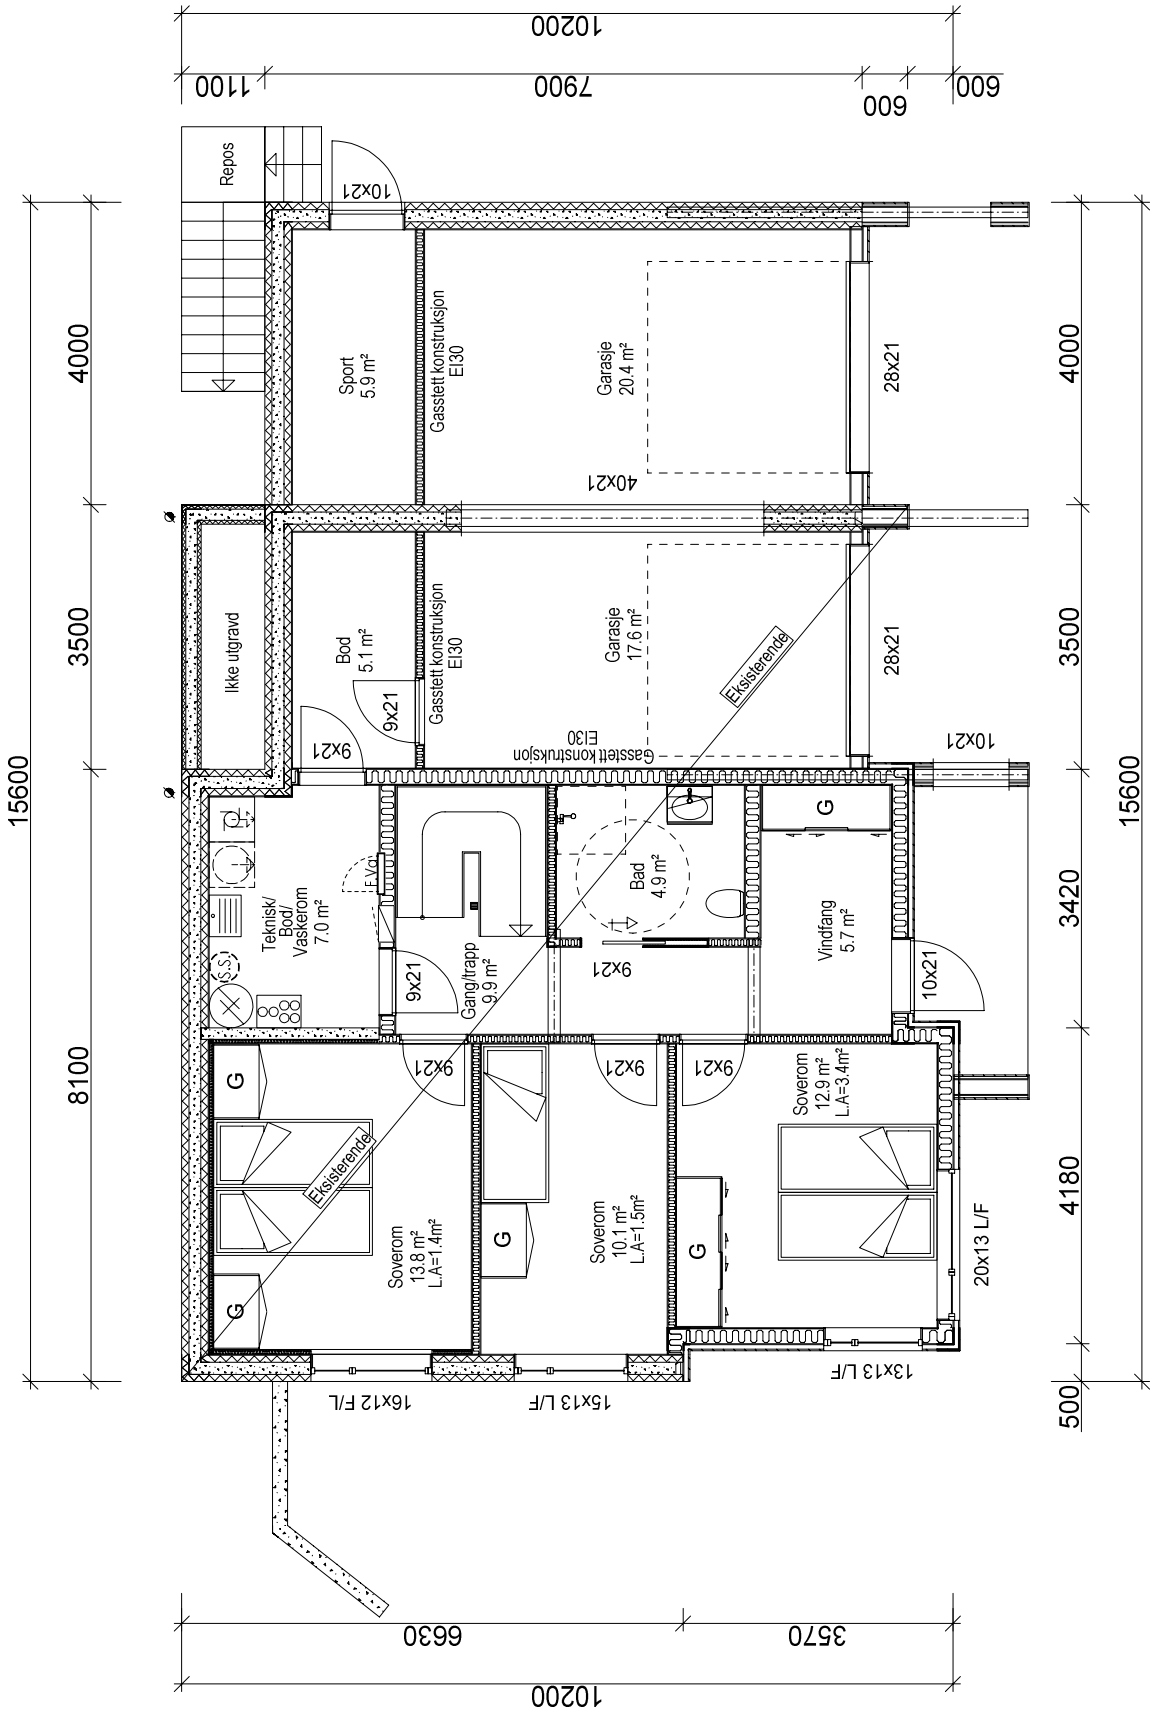 10200
1100
7900
600
600
15600
4000
3500
8100
Repos
10x21
Sport
5.9 m²
Gasstett konstruksjon
EI30
Garasje
20.4 m²
28x21
40x21
4000
Ikke utgravd
Bod
5.1 m²
9x21
9x21
Gasstett konstruksjon
EI30
Garasje
17.6 m²
Eksisterende
28x21
Gasstett konstruksjon
EI30
10x21
3500
15600
Teknisk/
Bod/
Vaskerom
7.0 m²
S.S.
9x21
Gang/trapp
9.9 m²
Bad
4.9 m²
9x21
G
Vindfang
5.7 m²
10x21
3420
G
G
Eksisterende
Soverom
13.8 m²
L.A=1.4m²
9x21
16x12 F/L
G
Soverom
10.1 m²
L.A=1.5m²
9x21
15x13 L/F
G
Soverom
12.9 m²
L.A=3.4m²
9x21
13x13 L/F
20x13 L/F
4180
500
6630
3570
10200